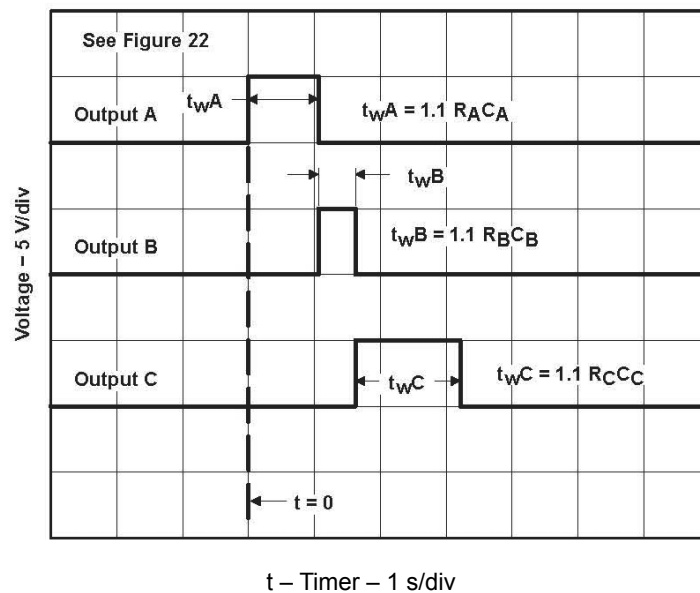 See Figure 22
twA
Output A
twA = 1.1 RACA
twB
Output B
twB = 1.1 RBCB
Output C
twC
twC = 1.1 RCCC
t = 0
Voltage – 5 V/div
t – Timer – 1 s/div